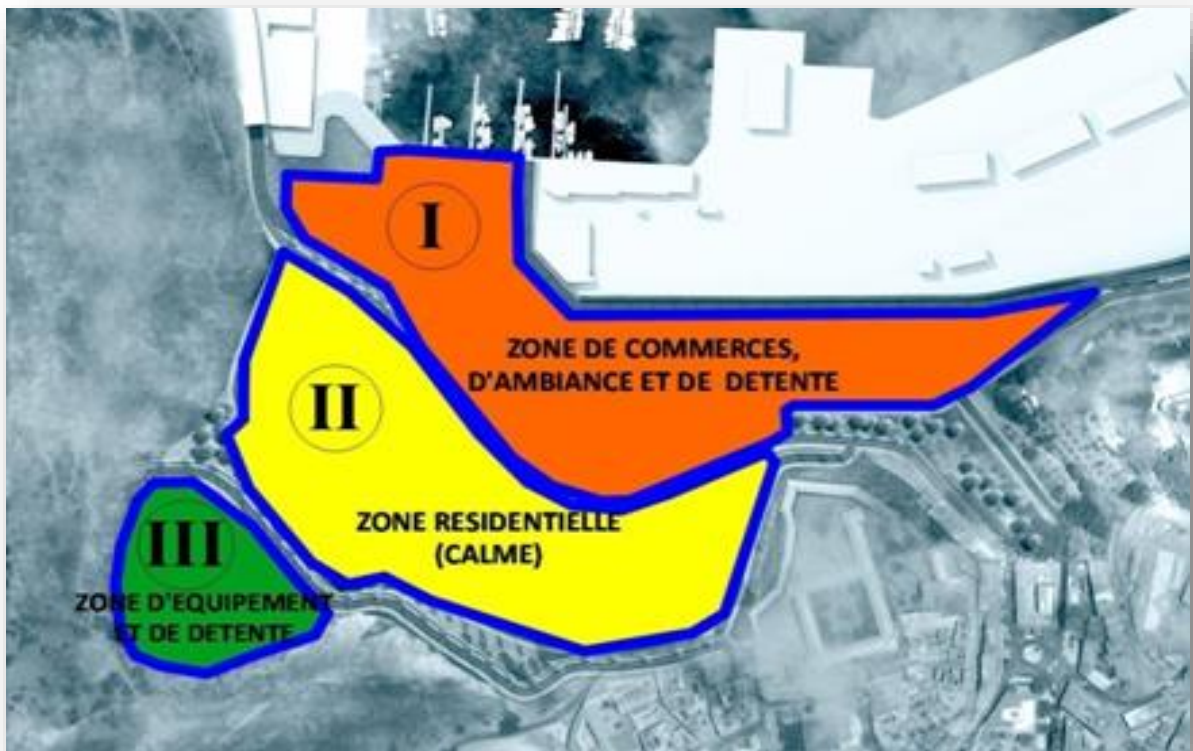 I
ZONE DE COMMERCES,
D'AMBIANCE ET DE DETENTE
II
ZONE RESIDENTIELLE
(CALME)
III
ZONE D'EQUIPEMENT
ET DE DETENTE